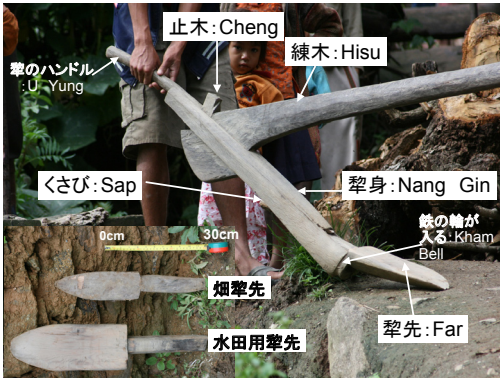 止木：Cheng
練木：Hisu
犂のハンドル
：U Yung
くさび：Sap
犂身：Nang Gin
鉄の輪が
入る：Kham
Bell
0cm
30cm
畑犂先
水田用犂先
犂先：Far